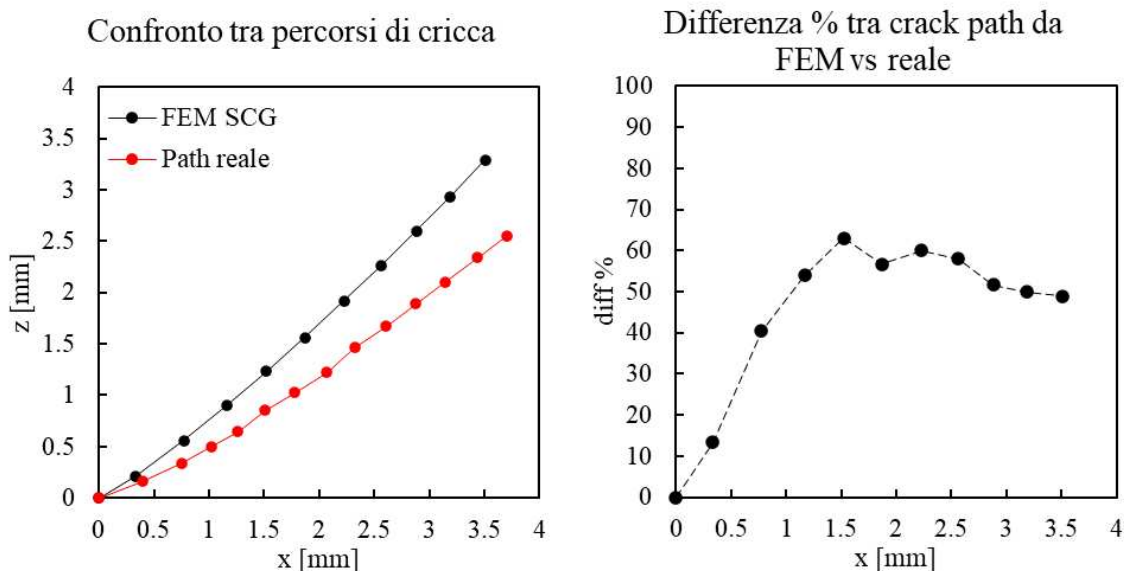 Confronto tra percorsi di cricca
4
3.5
3
2.5
2
1.5
1
0.5
0
z [mm]
FEM SCG
Path reale
0 0.5 1 1.5 2 2.5 3 3.5 4
x [mm]
Differenza % tra crack path da
FEM vs reale
100
90
80
70
60
50
40
30
20
10
0
diff %
0 0.5 1 1.5 2 2.5 3 3.5 4
x [mm]